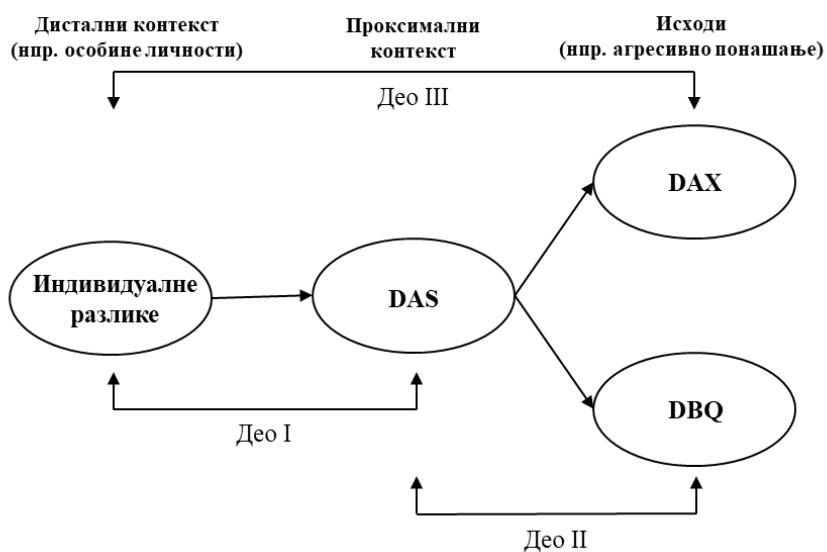 Дистални контекст
(нпр. особине личности)
Проксимални
контекст
Исходи
(нпр. агресивно понашање)
Део III
DAX
Индивидуалне
разлике
DAS
DBQ
Део I
Део II